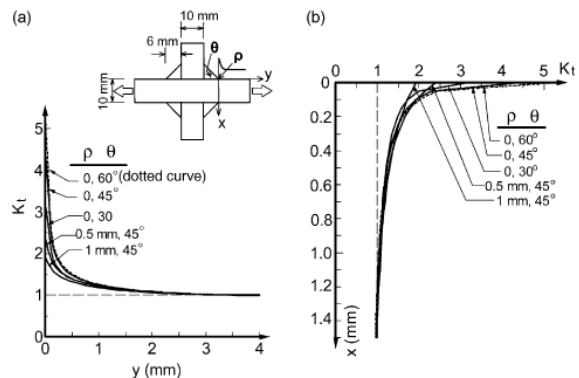 (a)
10 mm
6 mm
θ
ρ
y
10 mm
x
5
4
3
2
1
0
Kt
ρ θ
0, 60° (dotted curve)
0, 45°
0, 30
0.5 mm, 45°
1 mm, 45°
0 1 2 3 4
y (mm)
(b)
Kt
0 1 2 3 4 5
0
0.2
0.4
0.6
0.8
1.0
1.2
1.4
x (mm)
ρ θ
0, 60°
0, 45°
0, 30°
0.5 mm, 45°
1 mm, 45°